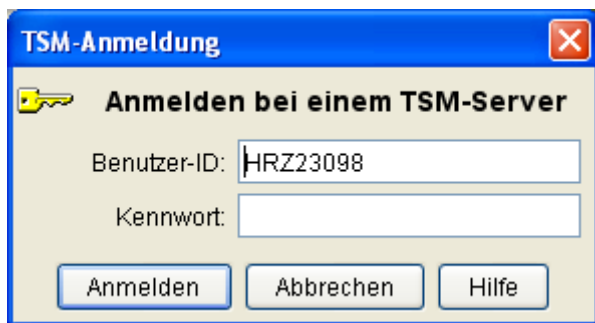 TSM-Anmeldung
Anmelden bei einem TSM-Server
Benutzer-ID: HRZ23098
Kennwort:
Anmelden Abbrechen Hilfe